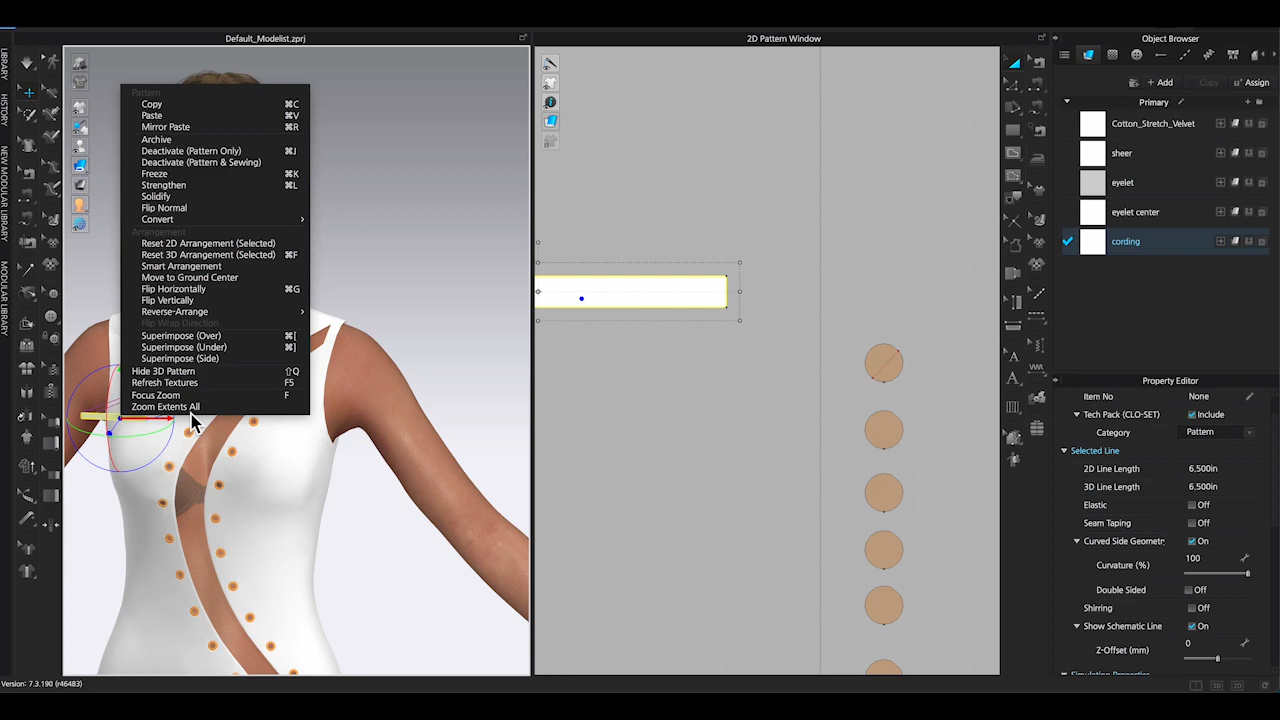 Default_Modelist.zprj
2D Pattern Window
Object Browser
LIBRARY
HISTORY
NEW MODULAR LIBRARY
MODULAR LIBRARY
Pattern
Copy ⌘C
Paste ⌘V
Mirror Paste ⌘R
Archive
Deactivate (Pattern Only) ⌘J
Deactivate (Pattern & Sewing)
Freeze ⌘K
Strengthen ⌘L
Solidify
Flip Normal
Convert ›
Arrangement
Reset 2D Arrangement (Selected)
Reset 3D Arrangement (Selected) ⌘F
Smart Arrangement
Move to Ground Center
Flip Horizontally ⌘G
Flip Vertically
Reverse-Arrange ›
Flip Wrap Direction
Superimpose (Over) ⌘[
Superimpose (Under) ⌘]
Superimpose (Side)
Hide 3D Pattern ⇧Q
Refresh Textures F5
Focus Zoom F
Zoom Extents All
+ Add
Copy
Assign
Primary
Cotton_Stretch_Velvet
sheer
eyelet
eyelet center
cording
Property Editor
Item No None
Tech Pack (CLO-SET) Include
Category Pattern
Selected Line
2D Line Length 6.500in
3D Line Length 6.500in
Elastic Off
Seam Taping Off
Curved Side Geometr On
Curvature (%) 100
Double Sided Off
Shirring Off
Show Schematic Line On
Z-Offset (mm) 0
Simulation Properties
Version: 7.3.190 (r46483)
1
3D
2D